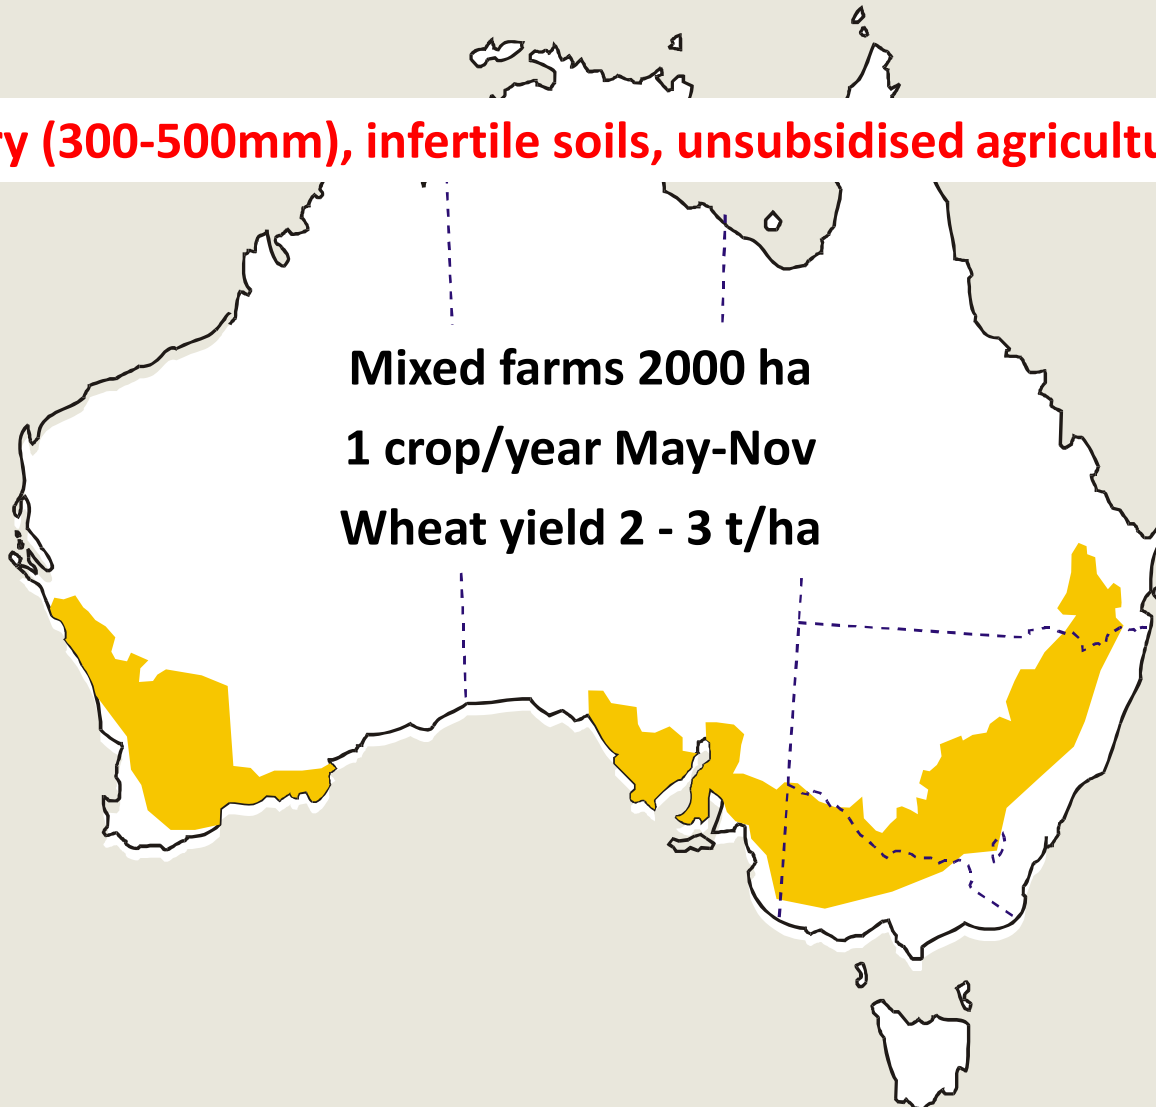 (300-500mm), infertile soils, unsubsidised
Mixed farms 2000 ha
1 crop/year May-Nov
Wheat yield 2 - 3 t/ha